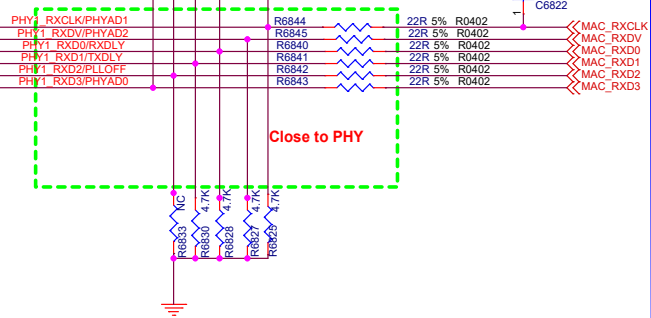 C6822
1
PHY1_RXCLK/PHYAD1 R6844 22R 5% R0402 MAC_RXCLK
PHY1_RXDV/PHYAD2 R6845 22R 5% R0402 MAC_RXDV
PHY1_RXD0/RXDLY R6840 22R 5% R0402 MAC_RXD0
PHY1_RXD1/TXDLY R6841 22R 5% R0402 MAC_RXD1
PHY1_RXD2/PLLOFF R6842 22R 5% R0402 MAC_RXD2
PHY1_RXD3/PHYAD0 R6843 22R 5% R0402 MAC_RXD3
Close to PHY
NC 4.7K 4.7K 4.7K 4.7K
R6833 R6830 R6828 R6827 R6825